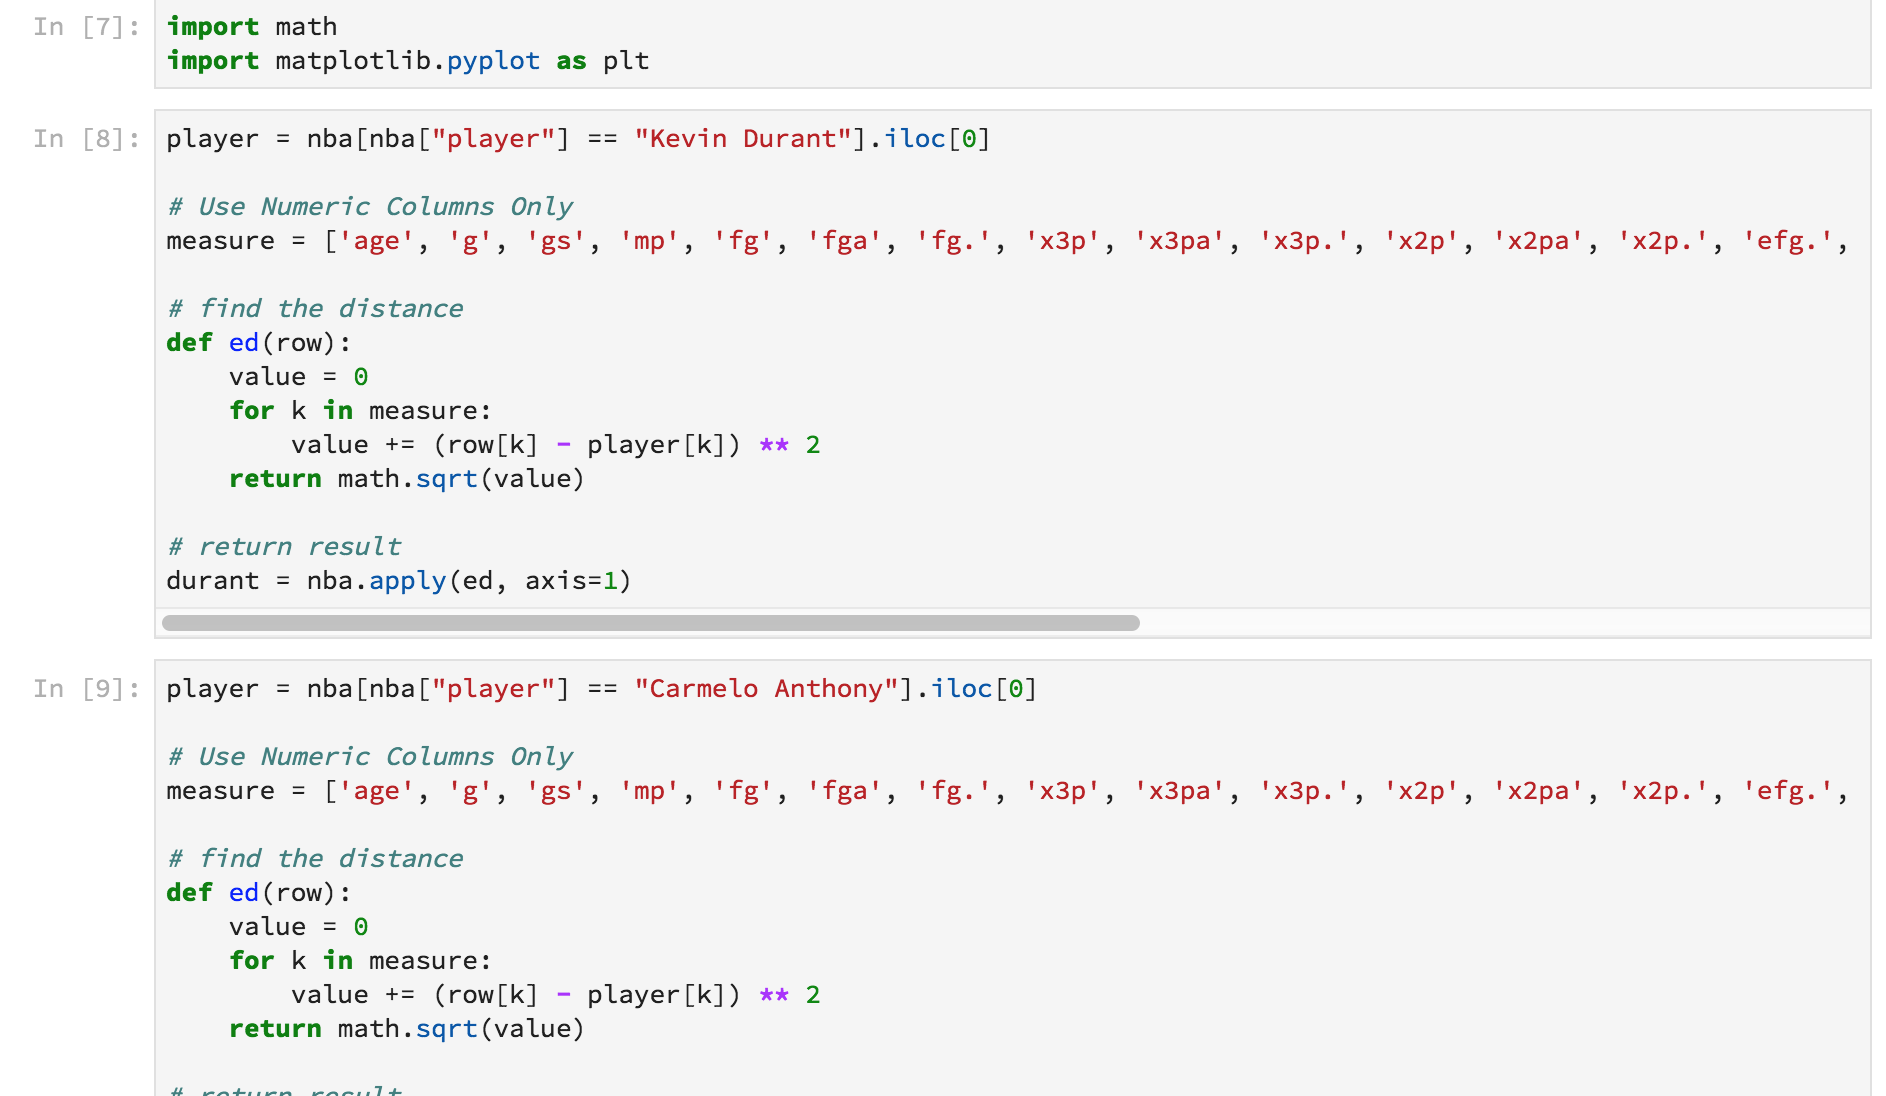 In [7]:
import math
import matplotlib.pyplot as plt
In [8]:
player = nba[nba["player"] == "Kevin Durant"].iloc[0]
# Use Numeric Columns Only
measure = ['age', 'g', 'gs', 'mp', 'fg', 'fga', 'fg.', 'x3p', 'x3pa', 'x3p.', 'x2p', 'x2pa', 'x2p.', 'efg.',
# find the distance
def ed(row):
    value = 0
    for k in measure:
        value += (row[k] - player[k]) ** 2
    return math.sqrt(value)
# return result
durant = nba.apply(ed, axis=1)
In [9]:
player = nba[nba["player"] == "Carmelo Anthony"].iloc[0]
# Use Numeric Columns Only
measure = ['age', 'g', 'gs', 'mp', 'fg', 'fga', 'fg.', 'x3p', 'x3pa', 'x3p.', 'x2p', 'x2pa', 'x2p.', 'efg.',
# find the distance
def ed(row):
    value = 0
    for k in measure:
        value += (row[k] - player[k]) ** 2
    return math.sqrt(value)
# return result